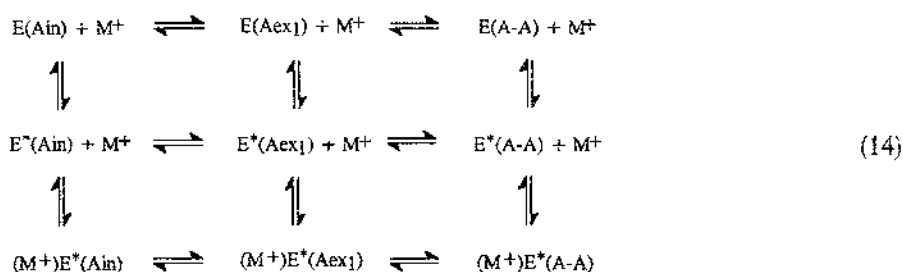 E(Ain) + M⁺ ⇌ E(Aex₁) + M⁺ ⇌ E(A-A) + M⁺
E*(Ain) + M⁺ ⇌ E*(Aex₁) + M⁺ ⇌ E*(A-A) + M⁺ (14)
(M⁺)E*(Ain) ⇌ (M⁺)E*(Aex₁) ⇌ (M⁺)E*(A-A)